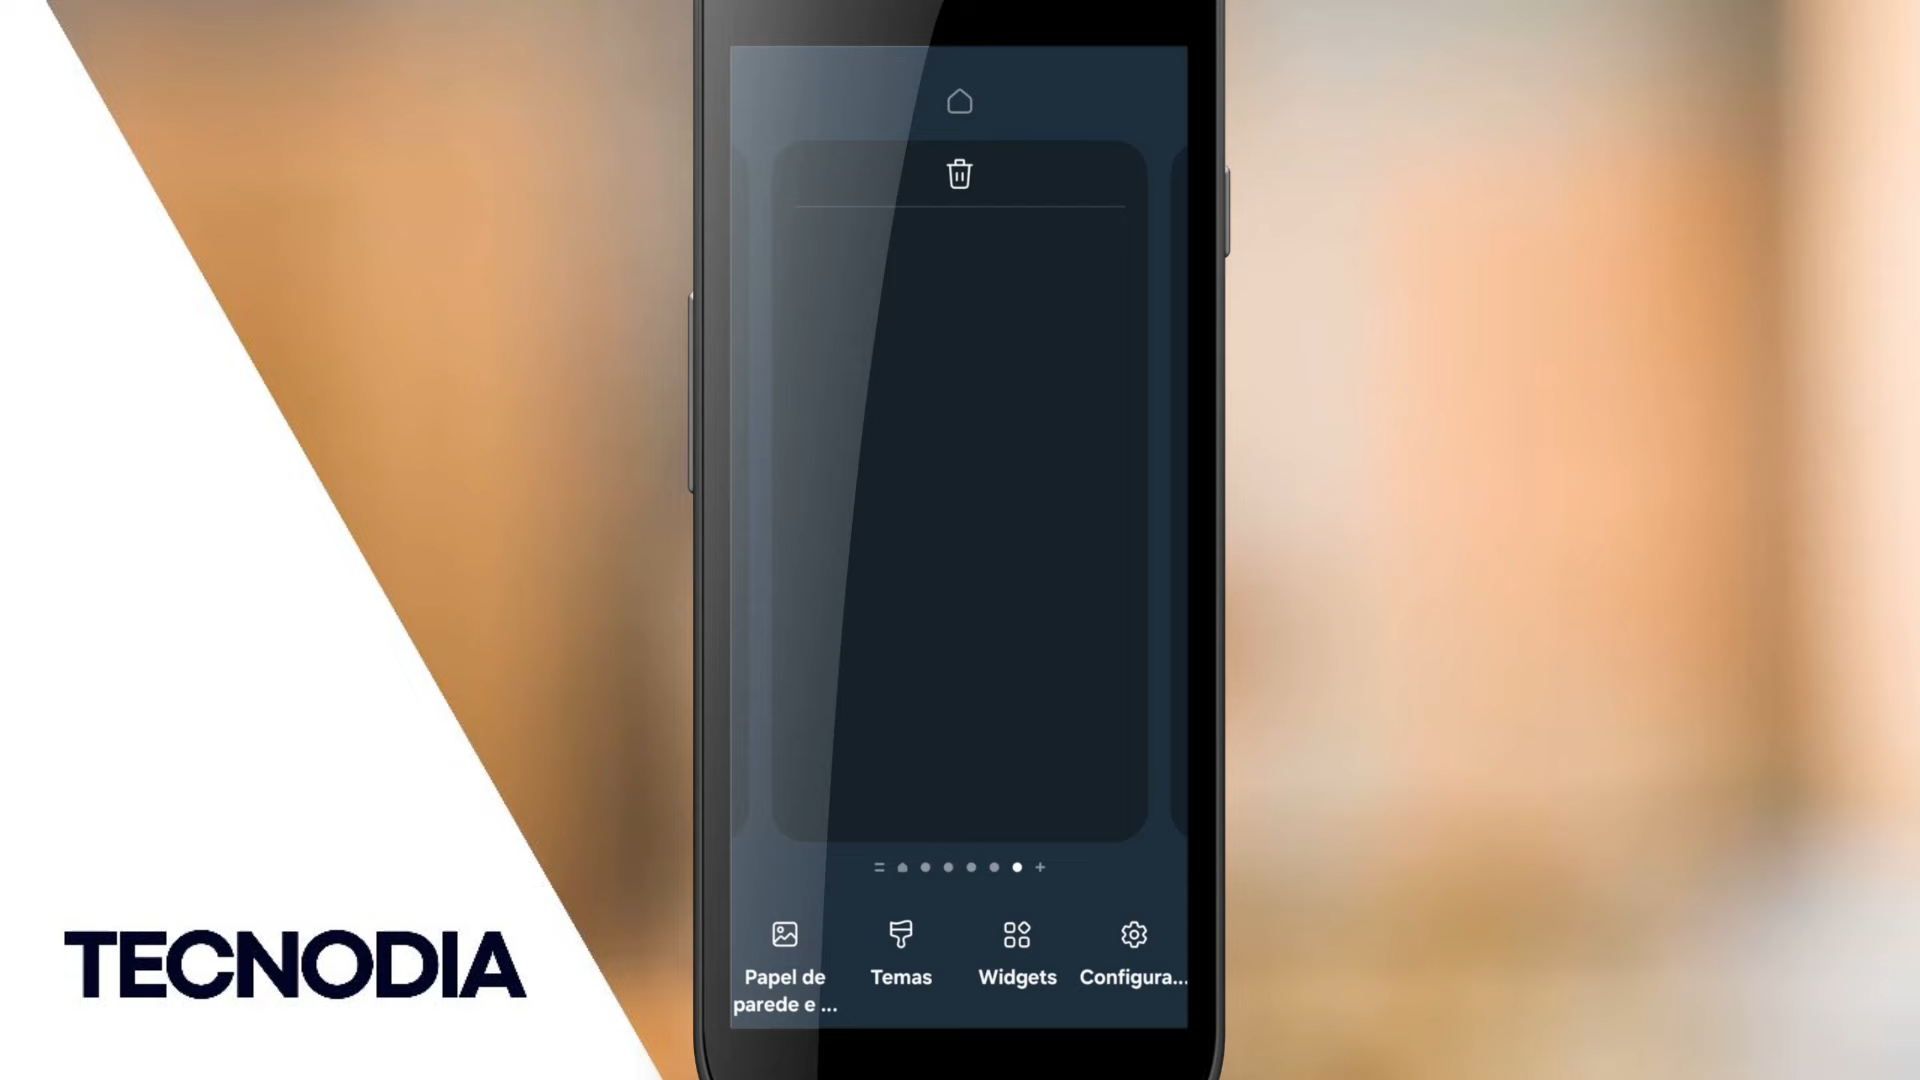 Papel de
parede e ...
Temas
Widgets
Configura...
TECNODIA